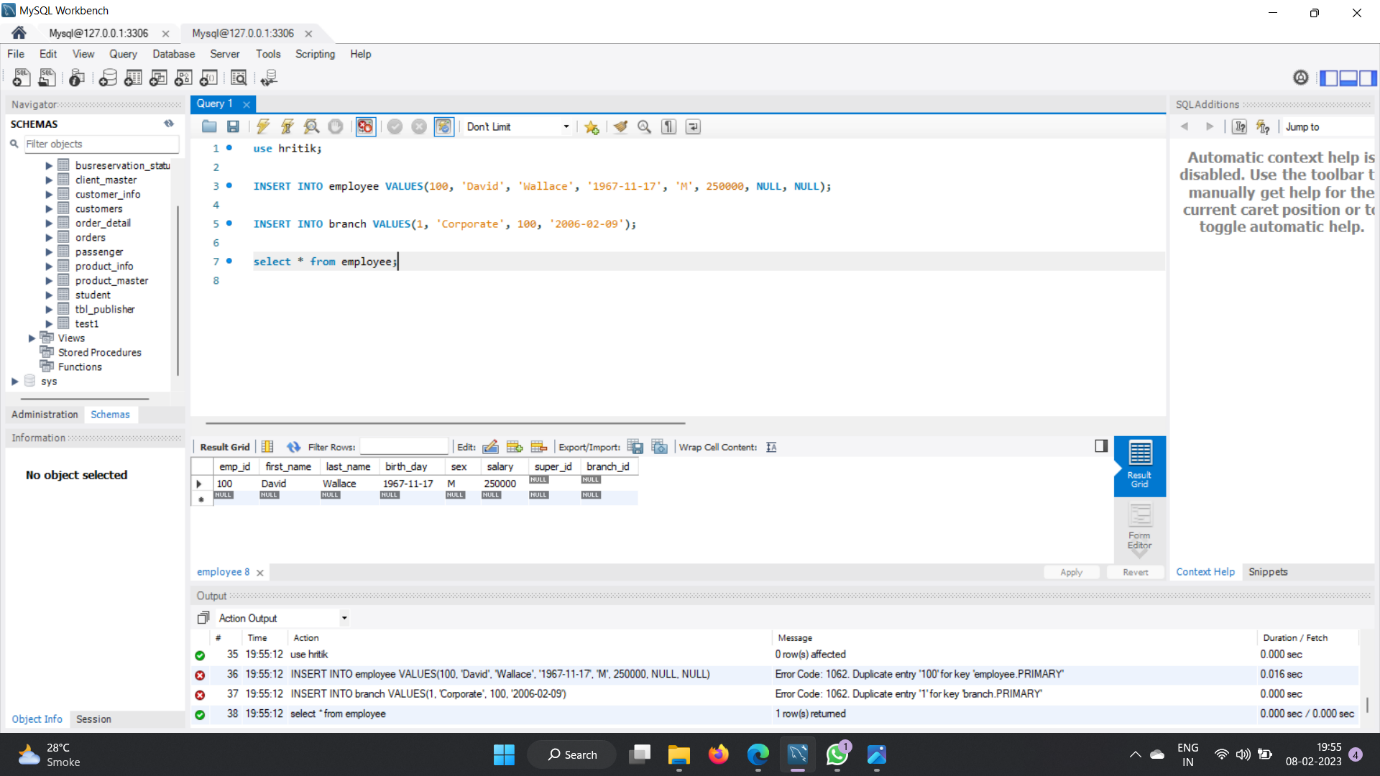 MySQL Workbench
Mysql@127.0.0.1:3306 Mysql@127.0.0.1:3306
File Edit View Query Database Server Tools Scripting Help
Navigator
SCHEMAS
Filter objects
busreservation_statu
client_master
customer_info
customers
order_detail
orders
passenger
product_info
product_master
student
tbl_publisher
test1
Views
Stored Procedures
Functions
sys
Administration Schemas
Information
No object selected
Object Info Session
Query 1
Don't Limit
1 use hritik;
2
3 INSERT INTO employee VALUES(100, 'David', 'Wallace', '1967-11-17', 'M', 250000, NULL, NULL);
4
5 INSERT INTO branch VALUES(1, 'Corporate', 100, '2006-02-09');
6
7 select * from employee;
8
Result Grid Filter Rows: Edit: Export/Import: Wrap Cell Content:
emp_id first_name last_name birth_day sex salary super_id branch_id
100 David Wallace 1967-11-17 M 250000 NULL NULL
NULL NULL NULL NULL NULL NULL NULL NULL
Result
Grid
Form
Editor
employee 8 Apply Revert
SQLAdditions
Jump to
Automatic context help is
disabled. Use the toolbar t
manually get help for the
current caret position or to
toggle automatic help.
Context Help Snippets
Output
Action Output
# Time Action Message Duration / Fetch
35 19:55:12 use hritik 0 row(s) affected 0.000 sec
36 19:55:12 INSERT INTO employee VALUES(100, 'David', 'Wallace', '1967-11-17', 'M', 250000, NULL, NULL) Error Code: 1062. Duplicate entry '100' for key 'employee.PRIMARY' 0.016 sec
37 19:55:12 INSERT INTO branch VALUES(1, 'Corporate', 100, '2006-02-09') Error Code: 1062. Duplicate entry '1' for key 'branch.PRIMARY' 0.000 sec
38 19:55:12 select * from employee 1 row(s) returned 0.000 sec / 0.000 sec
28°C
Smoke
Search
1
ENG
IN
19:55
08-02-2023
4